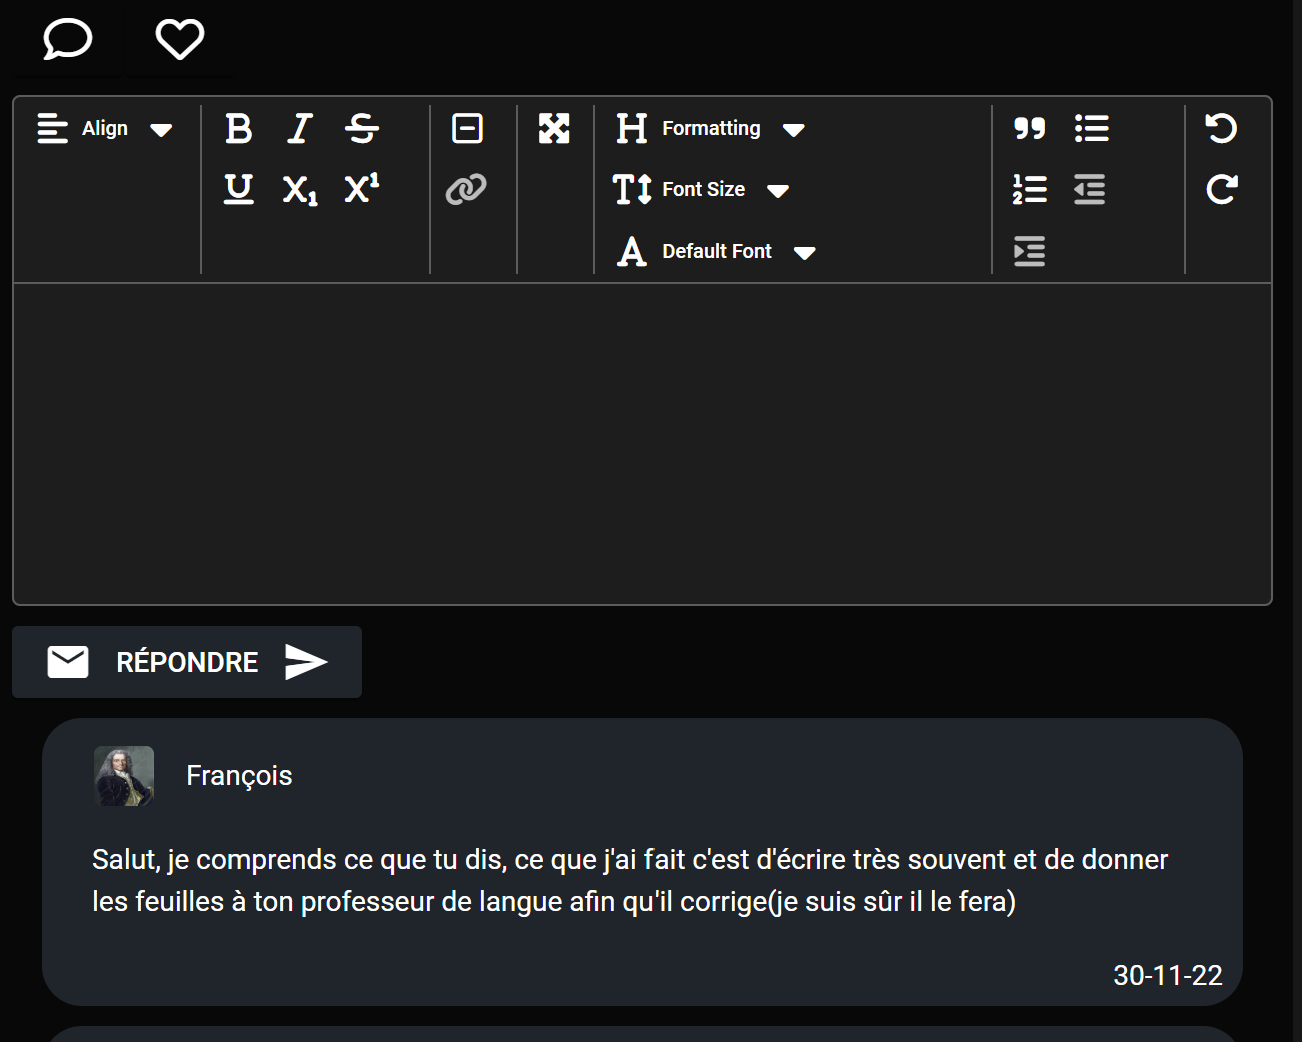 Align
Formatting
Font Size
Default Font
RÉPONDRE
François
Salut, je comprends ce que tu dis, ce que j'ai fait c'est d'écrire très souvent et de donner
les feuilles à ton professeur de langue afin qu'il corrige(je suis sûr il le fera)
30-11-22